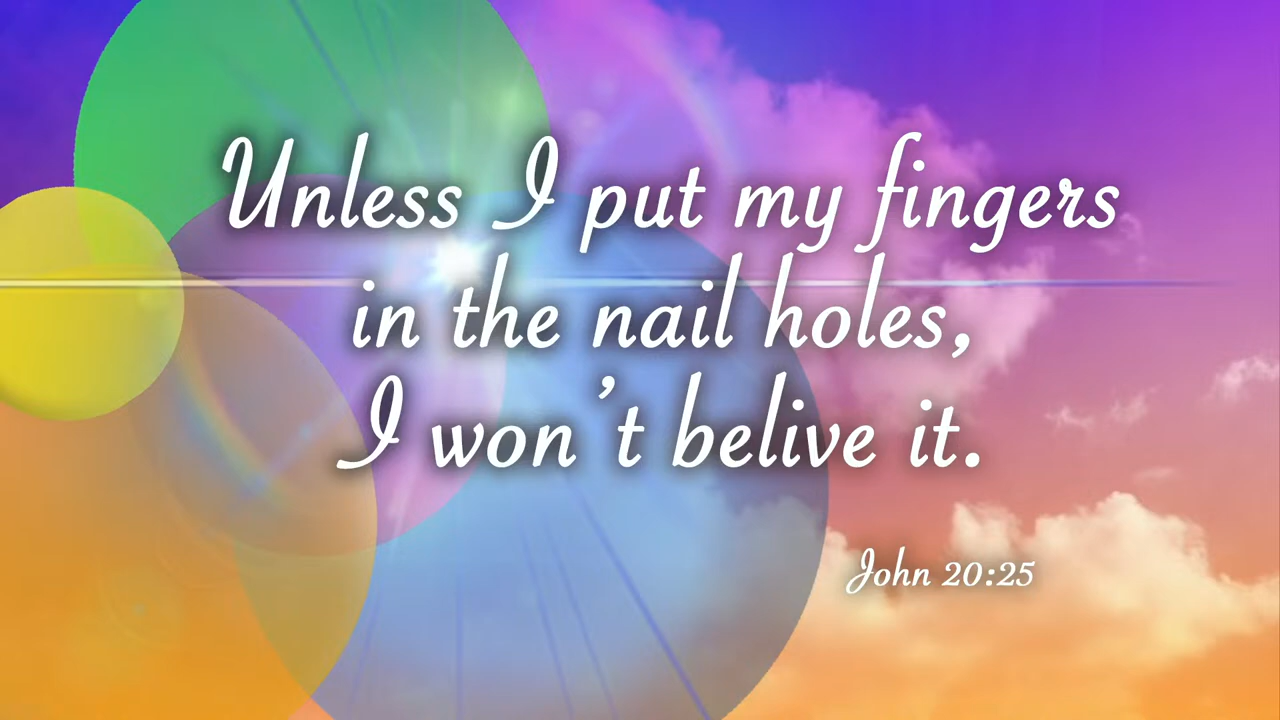 Unless I put my fingers
in the nail holes,
I won't belive it.
John 20:25